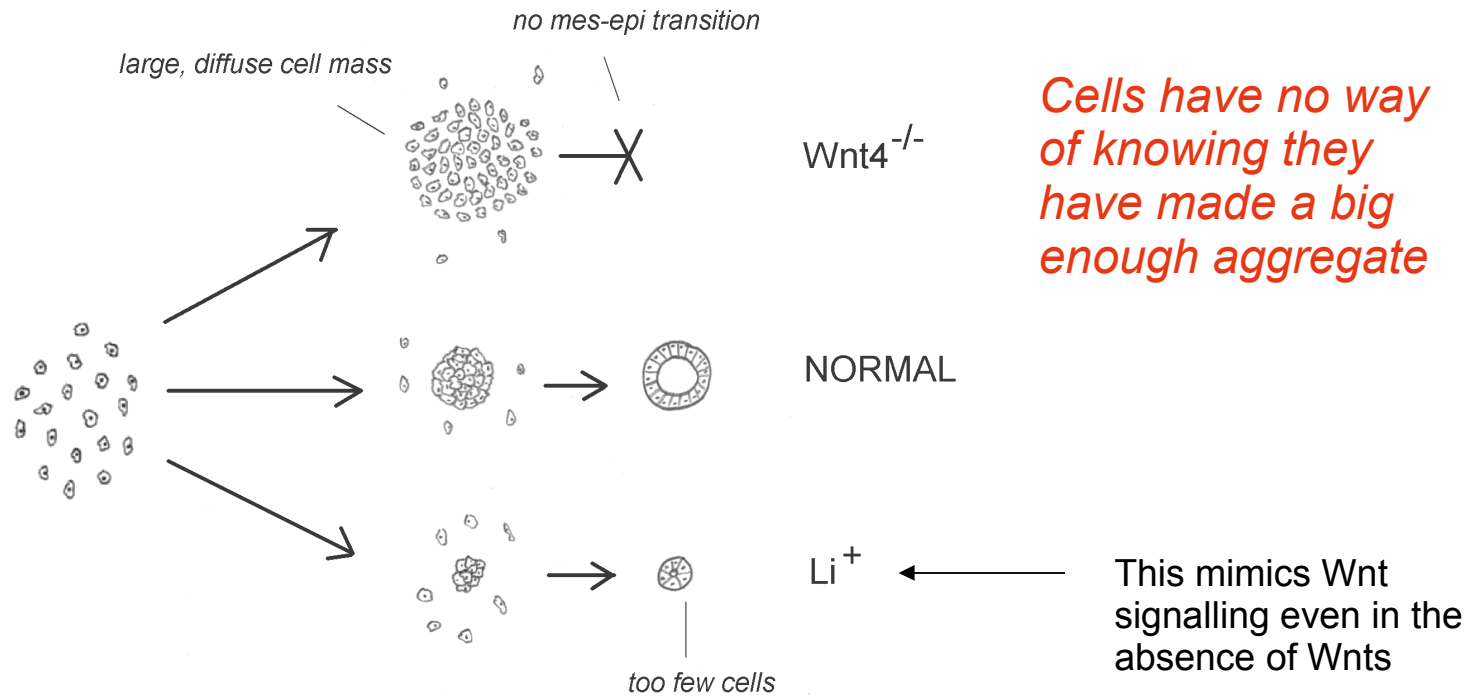 no mes-epi transition
large, diffuse cell mass
Wnt4-/-
Cells have no way
of knowing they
have made a big
enough aggregate
NORMAL
Li+
This mimics Wnt
signalling even in the
absence of Wnts
too few cells